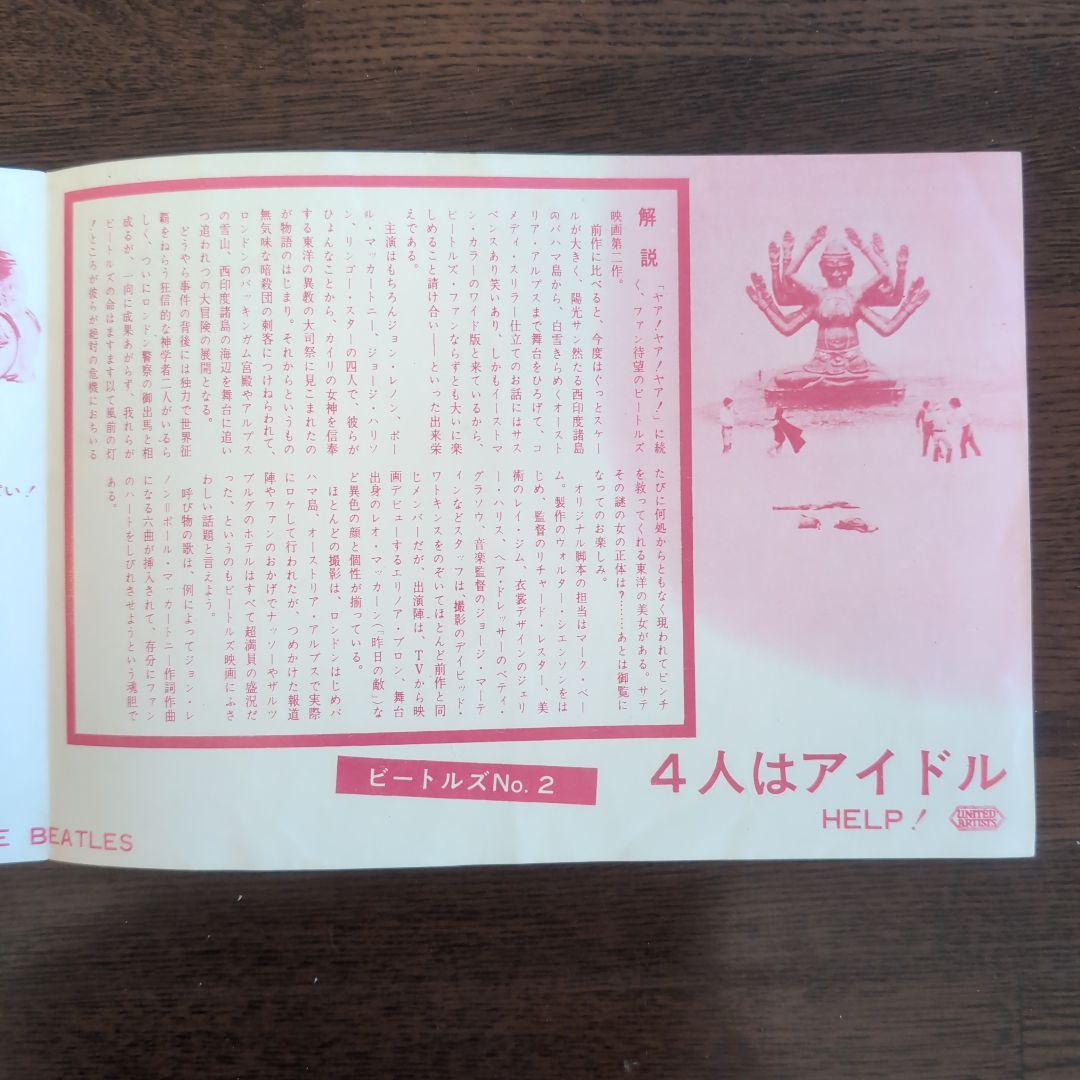 解説
「ヤア！ヤア！ヤア！」に続
く、ファン待望のビートルズ
映画第二作。
前作に比べると、今度はぐっとスケー
ルが大きく、陽光サン然たる西印度諸島
のバハマ島から、白雪きらめくオースト
リア・アルプスまで舞台をひろげて、コ
メディ・スリラー仕立てのお話にはサス
ペンスあり笑いあり、しかもイーストマ
ン・カラーのワイド版と来ているから、
ビートルズ・ファンならずとも大いに楽
しめること請け合い――といった出来栄
えである。
主演はもちろんジョン・レノン、ポー
ル・マッカートニー、ジョージ・ハリソ
ン、リンゴー・スターの四人で、彼らが
ひょんなことから、カイリの女神を信奉
する東洋の異教の大司祭に見こまれたの
が物語のはじまり。それからというもの
無気味な暗殺団の刺客につけねらわれて、
ロンドンのバッキンガム宮殿やアルプス
の雪山、西印度諸島の海辺を舞台に追い
つ追われつの大冒険の展開となる。
どうやら事件の背後には独力で世界征
覇をねらう狂信的な神学者二人がいるら
しく、ついにロンドン警察の御出馬と相
成るが、一向に成果あがらず、我れらが
ビートルズの命はますます以て風前の灯
！ところが彼らが絶対の危機におちいる
たびに何処からともなく現われてピンチ
を救ってくれる東洋の美女がある。サテ
その謎の女の正体は？……あとは御覧に
なってのお楽しみ。
オリジナル脚本の担当はマーク・ベー
ム。製作のウォルター・シェンソンをは
じめ、監督のリチャード・レスター、美
術のレイ・ジム、衣裳デザインのジェリ
ー・ハリス、ヘア・ドレッサーのベティ・
グラソウ、音楽監督のジョージ・マーテ
ィンなどスタッフは、撮影のデイビッド・
ワトキンスをのぞいてほとんど前作と同
じメンバーだが、出演陣は、TVから映
画デビューするエリノア・ブロン、舞台
出身のレオ・マッカーン（「昨日の敵」）な
ど異色の顔と個性が揃っている。
ほとんどの撮影は、ロンドンはじめバ
ハマ島、オーストリア・アルプスで実際
にロケして行われたが、つめかけた報道
陣やファンのおかげでナッソーやザルツ
ブルグのホテルはすべて超満員の盛況だ
った、というのもビートルズ映画にふさ
わしい話題と言えよう。
呼び物の歌は、例によってジョン・レ
ノン＝ポール・マッカートニー作詞作曲
になる六曲が挿入されて、存分にファン
のハートをしびれさせようという魂胆で
ある。
ビートルズNo.2
4人はアイドル
HELP！
UNITED
ARTISTS
E BEATLES